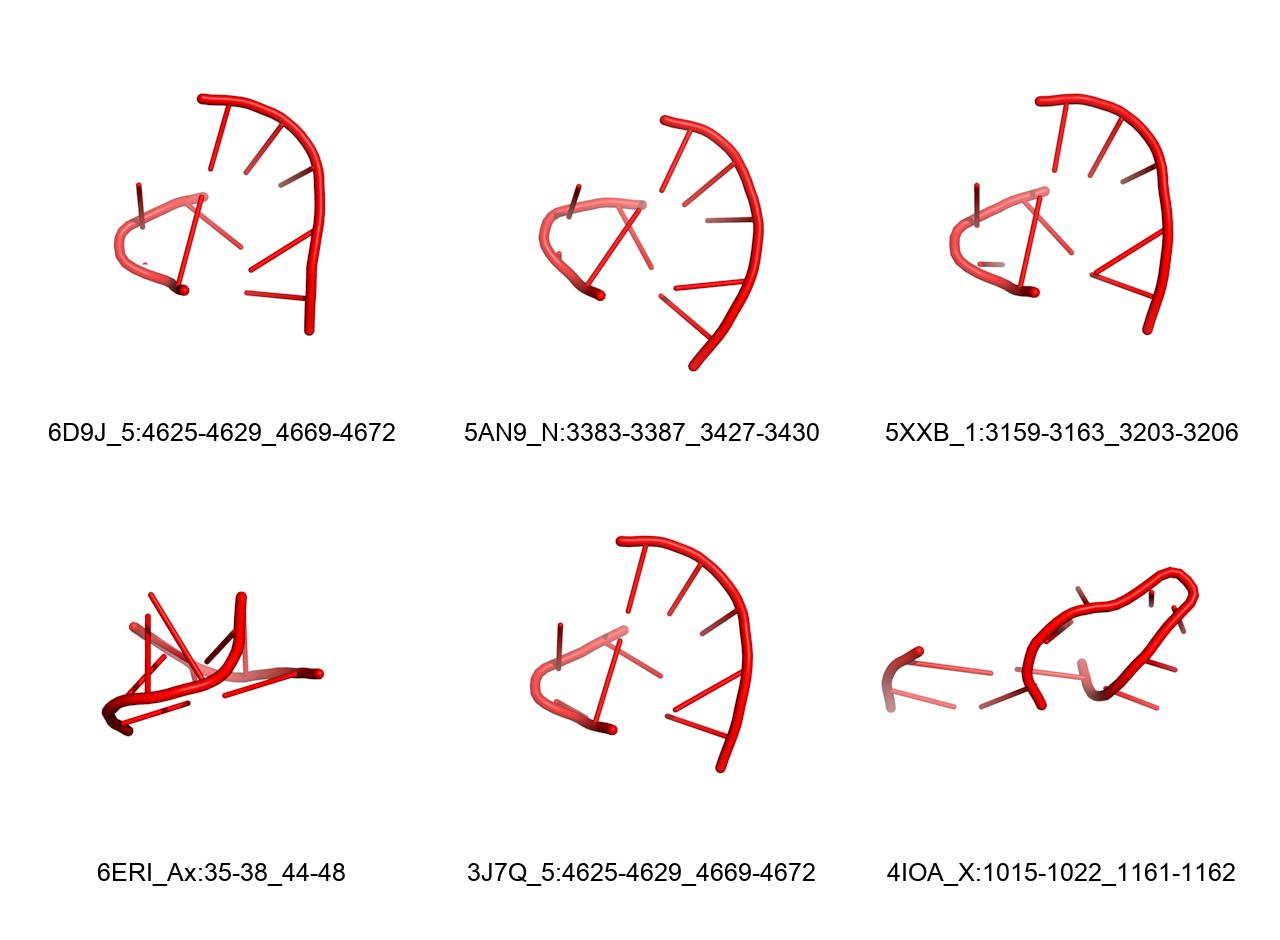 6D9J_5:4625-4629_4669-4672
5AN9_N:3383-3387_3427-3430
5XXB_1:3159-3163_3203-3206
6ERI_Ax:35-38_44-48
3J7Q_5:4625-4629_4669-4672
4IOA_X:1015-1022_1161-1162